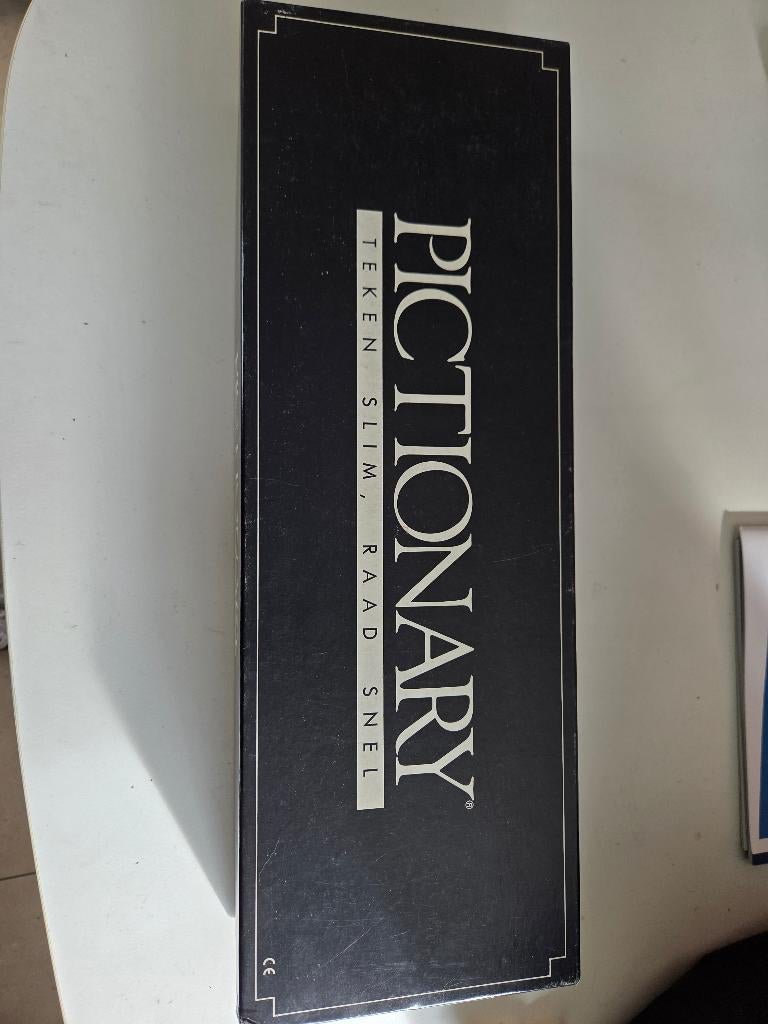 PICTIONARY®
TEKEN SLIM, RAAD SNEL
CE